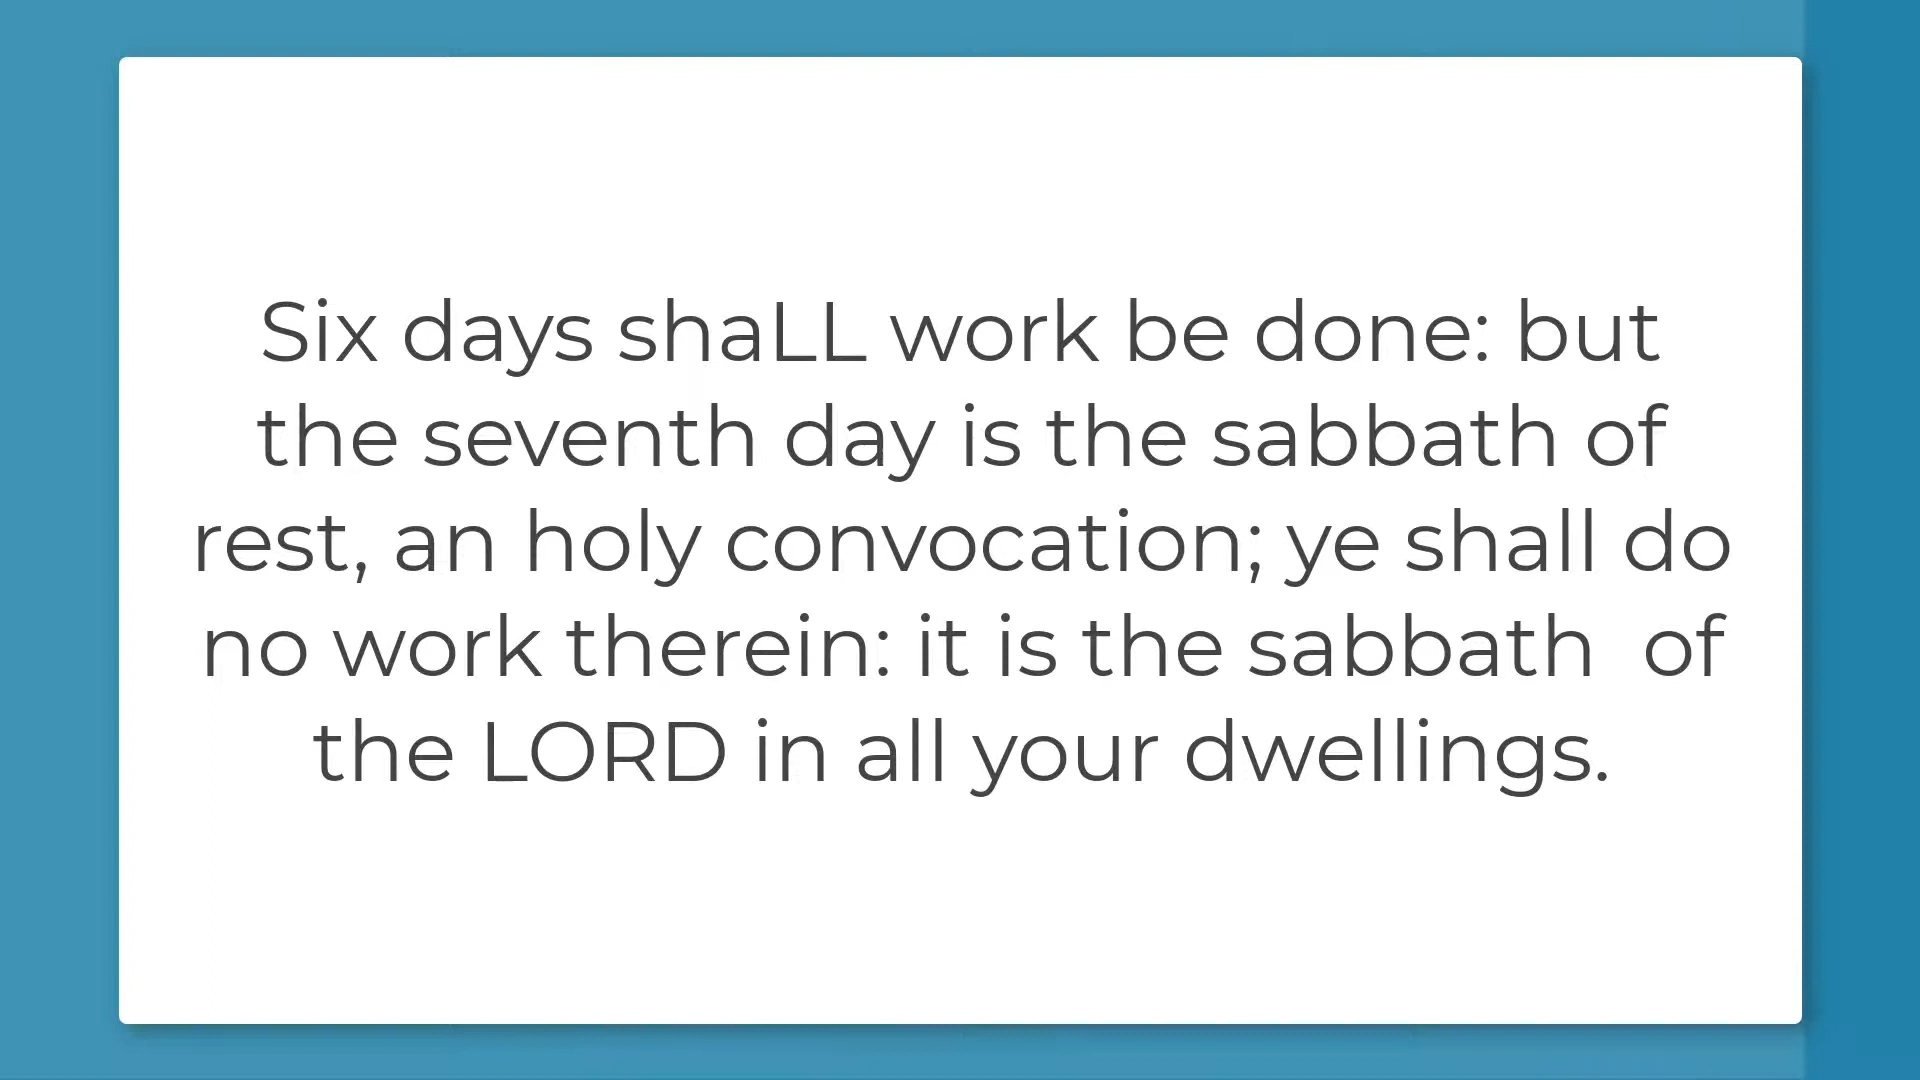 Six days shaLL work be done: but
the seventh day is the sabbath of
rest, an holy convocation; ye shall do
no work therein: it is the sabbath  of
the LORD in all your dwellings.